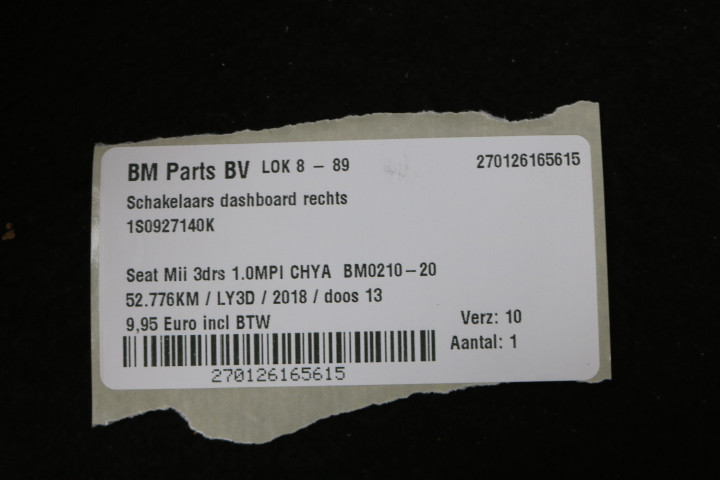 BM Parts BV LOK 8 - 89 270126165615
Schakelaars dashboard rechts
1S0927140K
Seat Mii 3drs 1.0MPI CHYA BM0210-20
52.776KM / LY3D / 2018 / doos 13
9,95 Euro incl BTW Verz: 10
Aantal: 1
270126165615